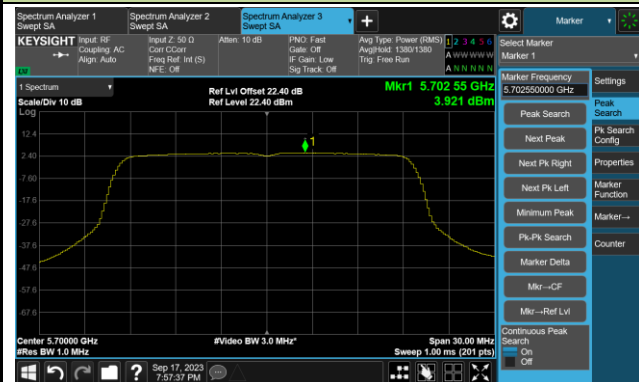 Spectrum Analyzer 1
Swept SA
Spectrum Analyzer 2
Swept SA
Spectrum Analyzer 3
Swept SA
+
Marker
KEYSIGHT
LXI
Input: RF
Coupling: AC
Align: Auto
Input Z: 50 Ω
Corr CCorr
Freq Ref: Int (S)
NFE: Off
Atten: 10 dB
PNO: Fast
Gate: Off
IF Gain: Low
Sig Track: Off
Avg Type: Power (RMS)
Avg|Hold: 1380/1380
Trig: Free Run
1 2 3 4 5 6
A W W W W W
A N N N N N
Select Marker
Marker 1
1 Spectrum
Scale/Div 10 dB
Log
Ref Lvl Offset 22.40 dB
Ref Level 22.40 dBm
Mkr1 5.702 55 GHz
3.921 dBm
1
12.4
2.40
-7.60
-17.6
-27.6
-37.6
-47.6
-57.6
-67.6
Center 5.70000 GHz
#Res BW 1.0 MHz
#Video BW 3.0 MHz*
Span 30.00 MHz
Sweep 1.00 ms (201 pts)
Marker Frequency
5.702550000 GHz
Peak Search
Next Peak
Next Pk Right
Next Pk Left
Minimum Peak
Pk-Pk Search
Marker Delta
Mkr→CF
Mkr→Ref Lvl
Continuous Peak
Search
On
Off
Settings
Peak
Search
Pk Search
Config
Properties
Marker
Function
Marker→
Counter
?
Sep 17, 2023
7:57:37 PM